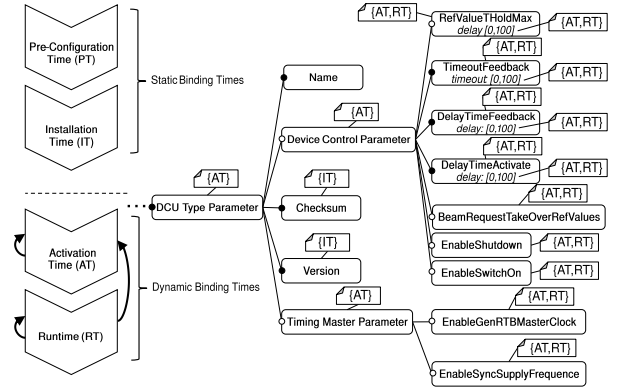 Pre-Configuration
Time (PT)
Installation
Time (IT)
Static Binding Times
Activation
Time (AT)
Runtime (RT)
Dynamic Binding Times
{AT}
DCU Type Parameter
Name
{AT}
Device Control Parameter
{IT}
Checksum
{IT}
Version
{AT}
Timing Master Parameter
{AT,RT}
RefValueTHoldMax
delay [0,100]
{AT,RT}
{AT,RT}
TimeoutFeedback
timeout: [0,100]
{AT,RT}
{AT,RT}
DelayTimeFeedback
delay: [0,100]
{AT,RT}
{AT,RT}
DelayTimeActivate
delay: [0,100]
{AT,RT}
{AT,RT}
BeamRequestTakeOverRefValues
EnableShutdown
{AT,RT}
EnableSwitchOn
{AT,RT}
{AT,RT}
EnableGenRTBMasterClock
{AT,RT}
EnableSyncSupplyFrequence